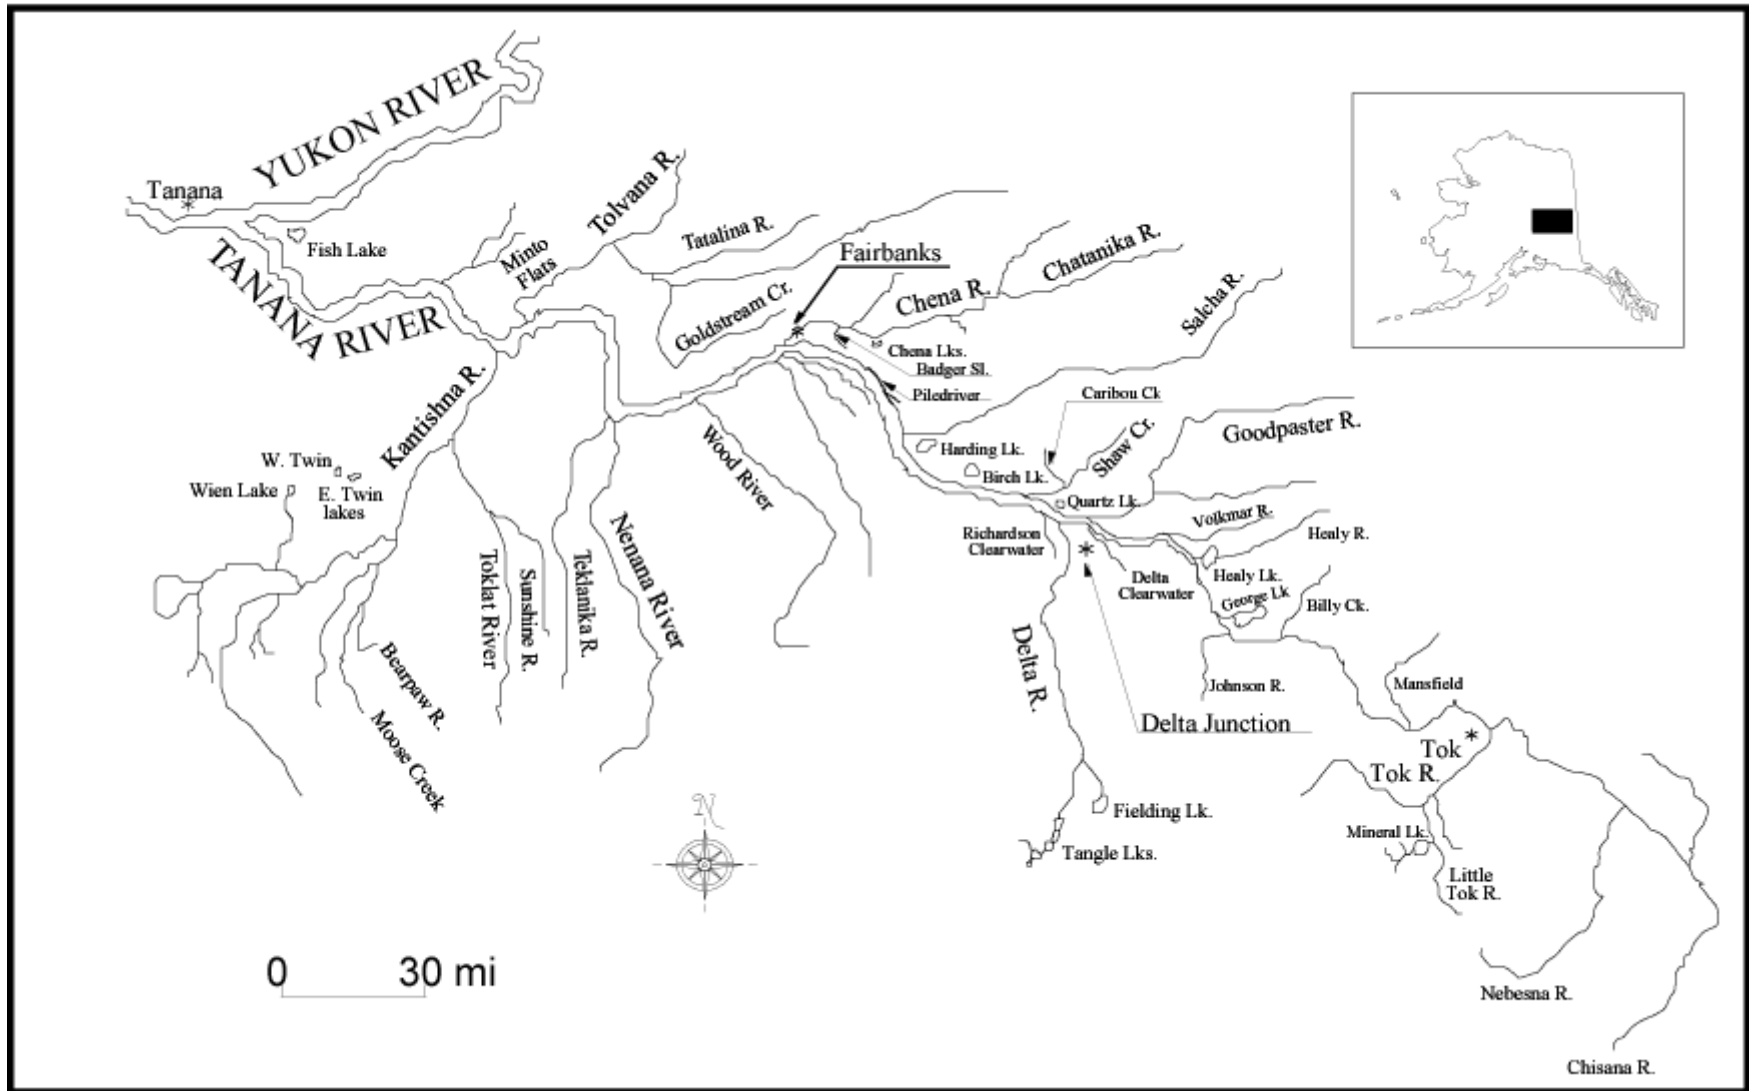 YUKON RIVER
Tanana
Fish Lake
TANANA RIVER
Minto
Flats
Tolvana R.
Tatalina R.
Goldstream Cr.
Fairbanks
Chena R.
Chatanika R.
Salcha R.
Chena Lks.
Badger Sl.
Piledriver
Caribou Ck
Shaw Cr.
Goodpaster R.
Harding Lk.
Birch Lk.
Quartz Lk.
Volkmar R.
Healy R.
Richardson
Clearwater
Delta
Clearwater
Healy Lk.
George Lk
Billy Ck.
Kantishna R.
W. Twin
Wien Lake
E. Twin
lakes
Wood River
Nenana River
Teklanika R.
Sunshine R.
Toklat River
Bearpaw R.
Moose Creek
Delta R.
Johnson R.
Delta Junction
Mansfield
Tok
Tok R.
Fielding Lk.
Tangle Lks.
Mineral Lk.
Little
Tok R.
Nebesna R.
Chisana R.
N
0 30 mi